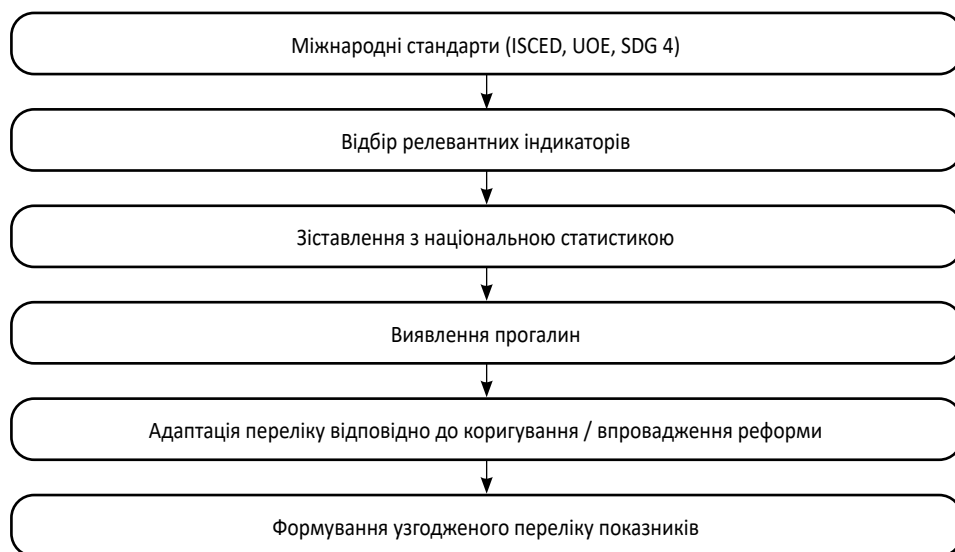 Міжнародні стандарти (ISCED, UOE, SDG 4)
Відбір релевантних індикаторів
Зіставлення з національною статистикою
Виявлення прогалин
Адаптація переліку відповідно до коригування / впровадження реформи
Формування узгодженого переліку показників